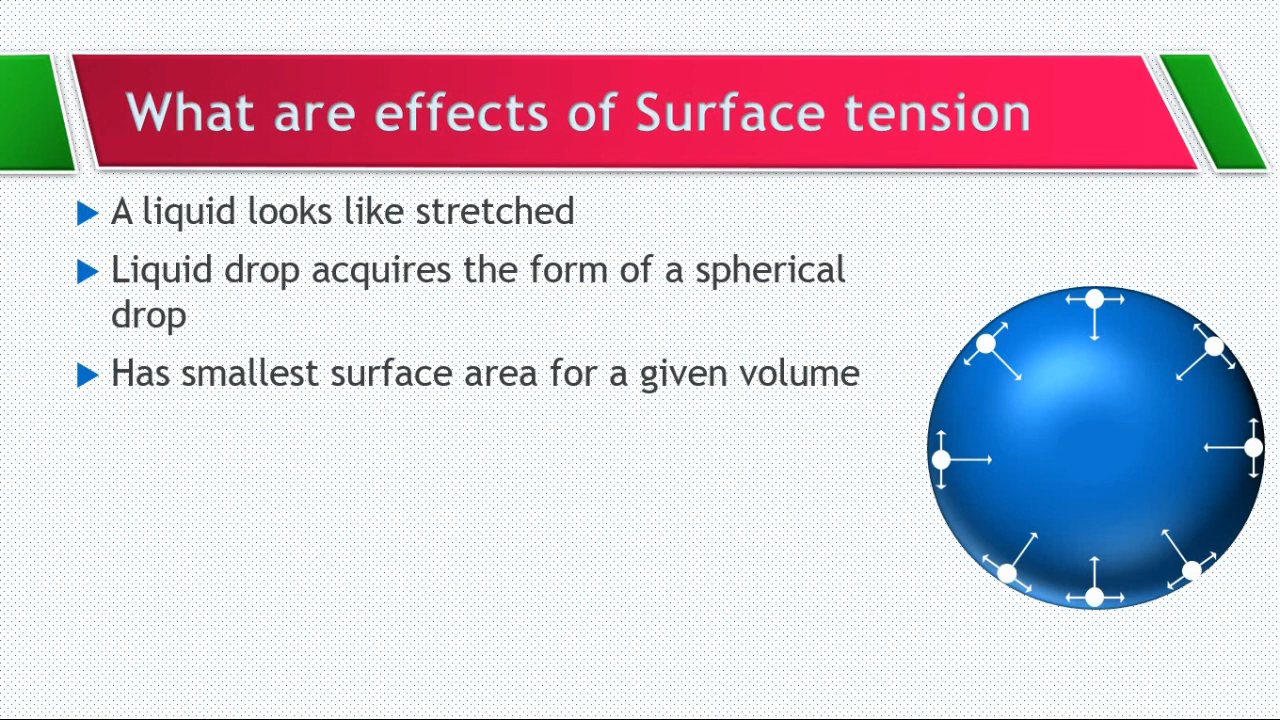 What are effects of Surface tension
A liquid looks like stretched
Liquid drop acquires the form of a spherical
drop
Has smallest surface area for a given volume